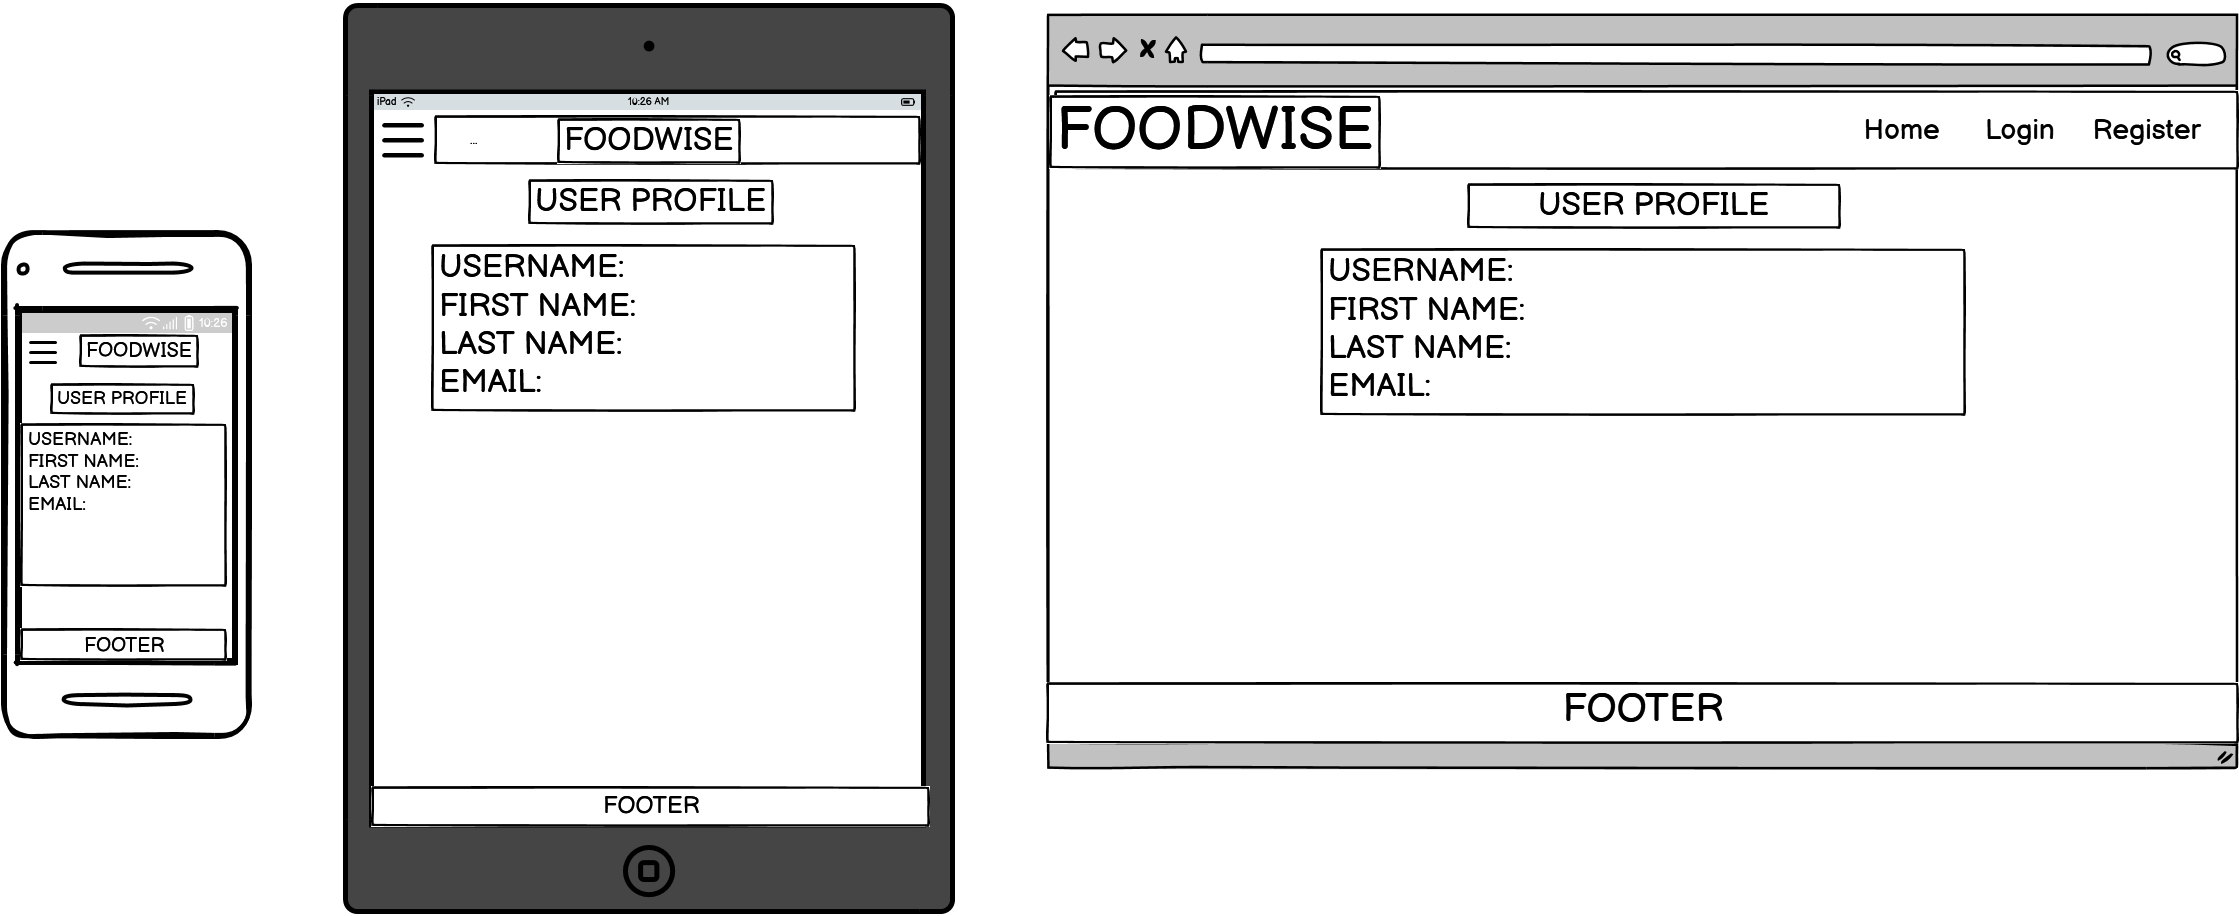 10:26
FOODWISE
USER PROFILE
USERNAME:
FIRST NAME:
LAST NAME:
EMAIL:
FOOTER
iPad
10:26 AM
...
FOODWISE
USER PROFILE
USERNAME:
FIRST NAME:
LAST NAME:
EMAIL:
FOOTER
FOODWISE
Home Login Register
USER PROFILE
USERNAME:
FIRST NAME:
LAST NAME:
EMAIL:
FOOTER